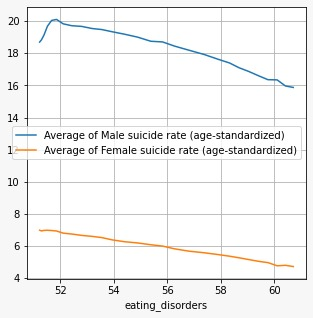 20
18
16
14
Average of Male suicide rate (age-standardized)
Average of Female suicide rate (age-standardized)
10
8
6
4
52 54 56 58 60
eating_disorders